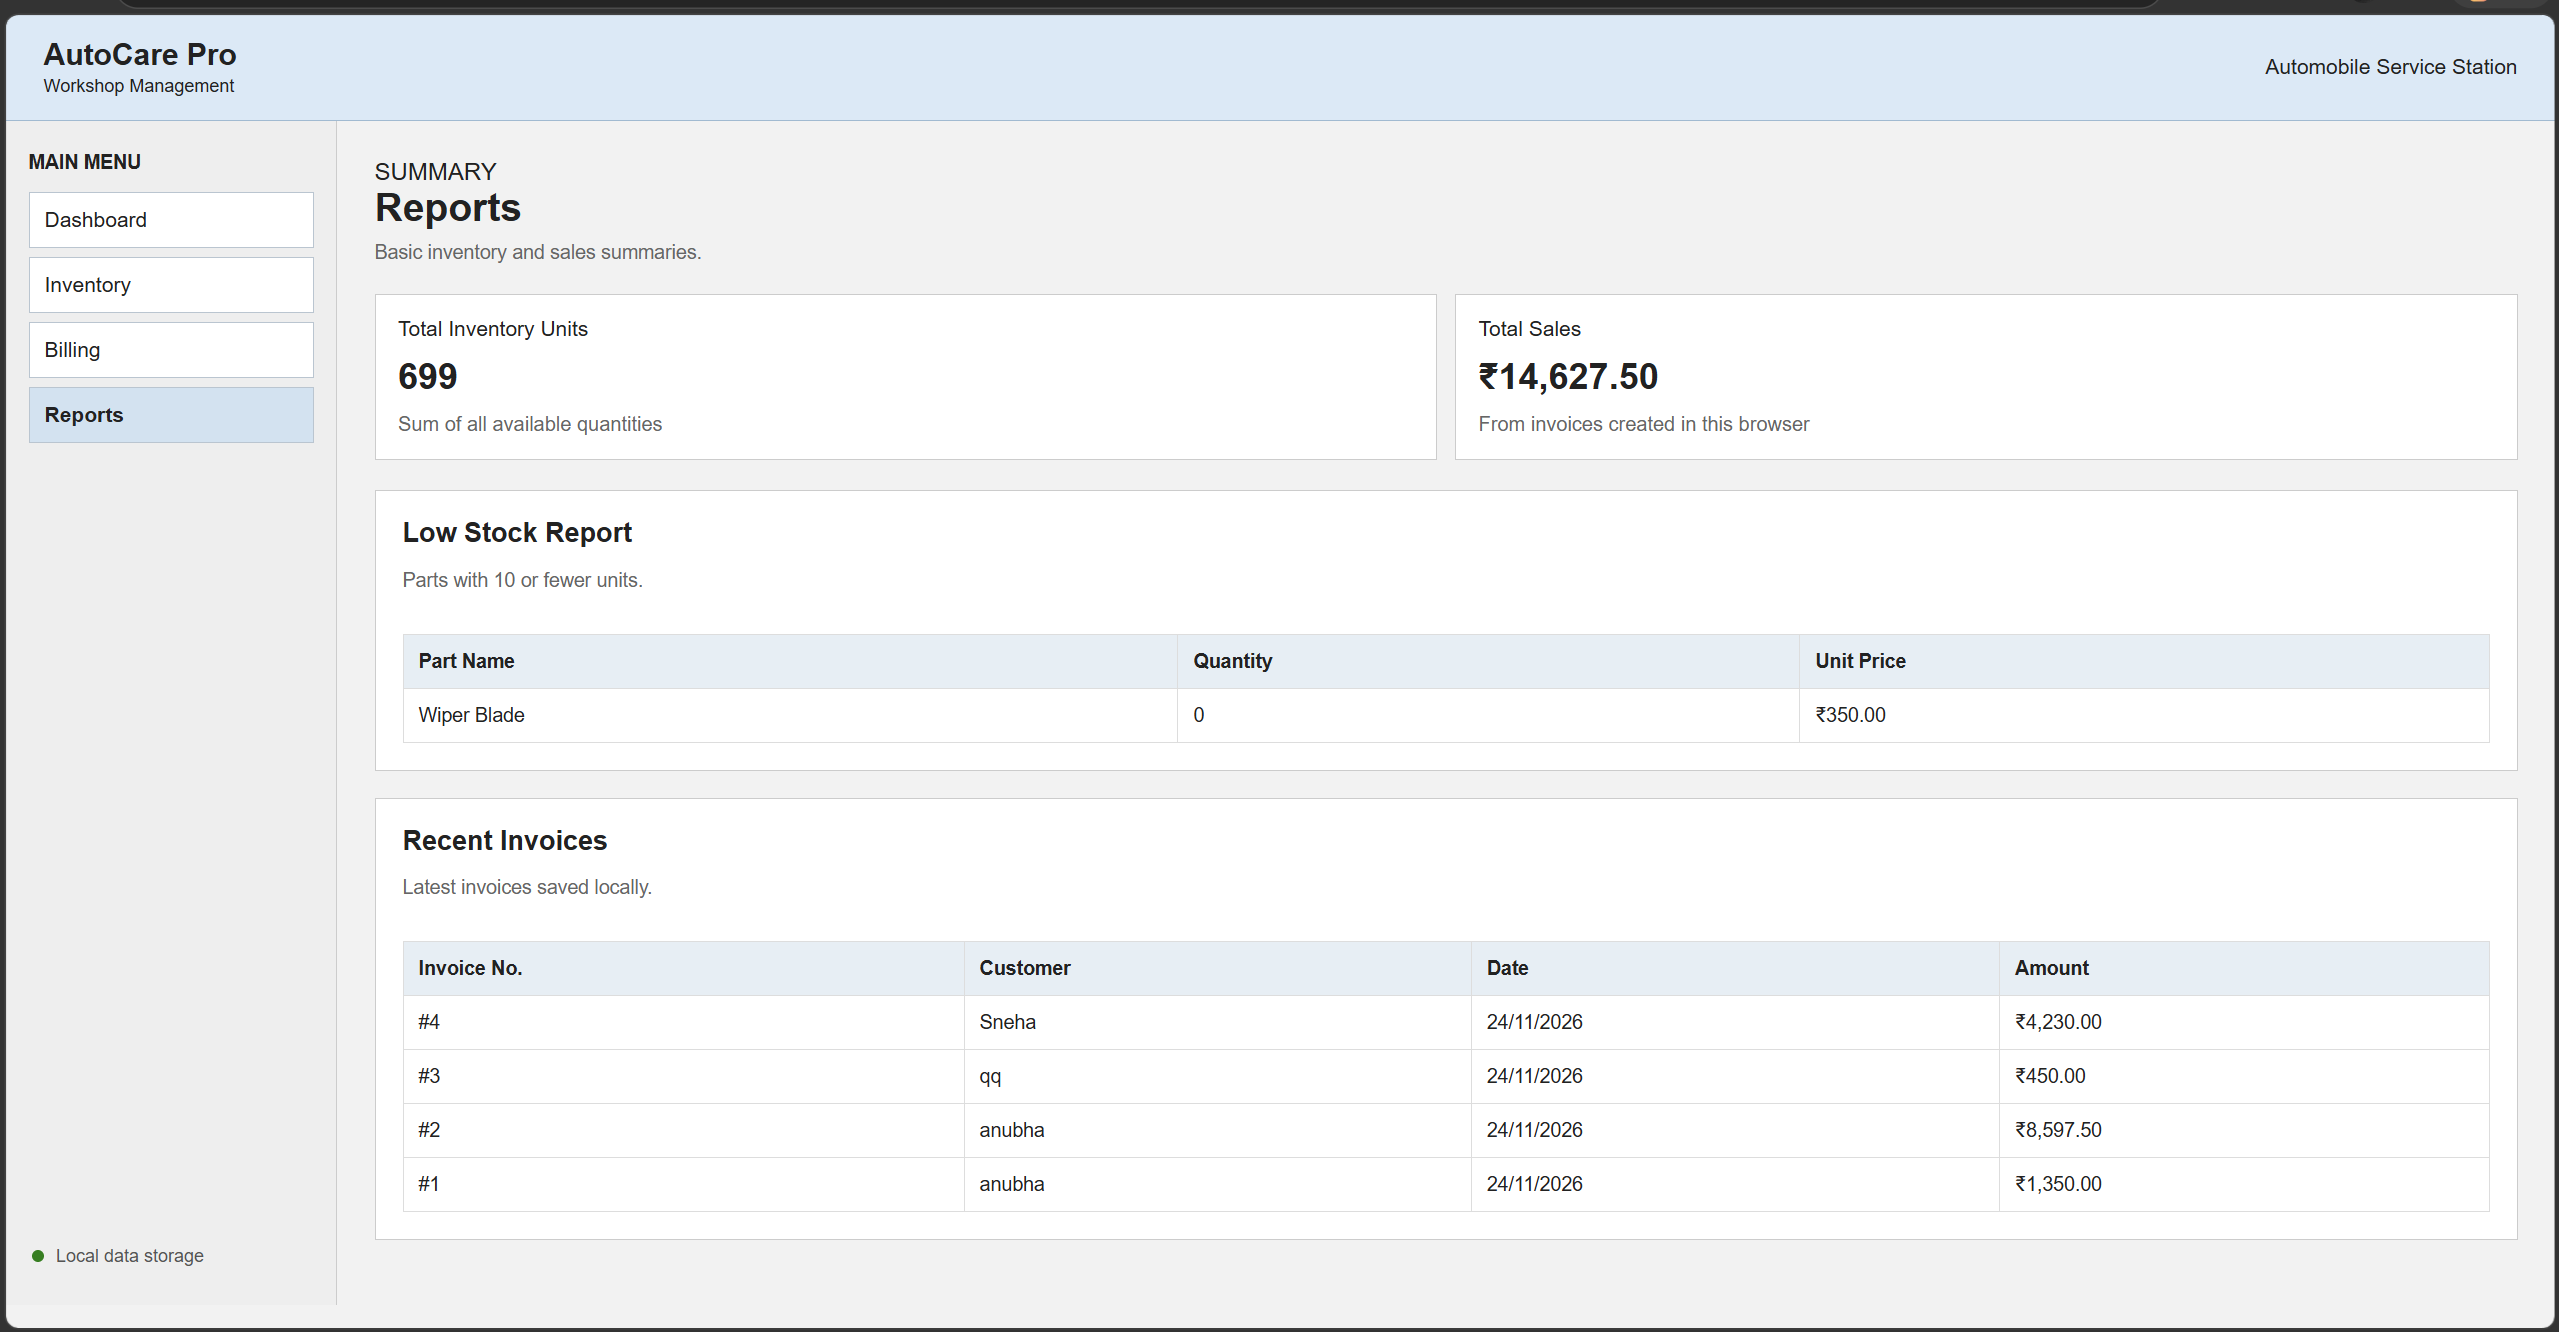 AutoCare Pro
Workshop Management
Automobile Service Station
MAIN MENU
Dashboard
Inventory
Billing
Reports
Local data storage
SUMMARY
Reports
Basic inventory and sales summaries.
Total Inventory Units
699
Sum of all available quantities
Total Sales
₹14,627.50
From invoices created in this browser
Low Stock Report
Parts with 10 or fewer units.
Part Name Quantity Unit Price
Wiper Blade 0 ₹350.00
Recent Invoices
Latest invoices saved locally.
Invoice No. Customer Date Amount
#4 Sneha 24/11/2026 ₹4,230.00
#3 qq 24/11/2026 ₹450.00
#2 anubha 24/11/2026 ₹8,597.50
#1 anubha 24/11/2026 ₹1,350.00